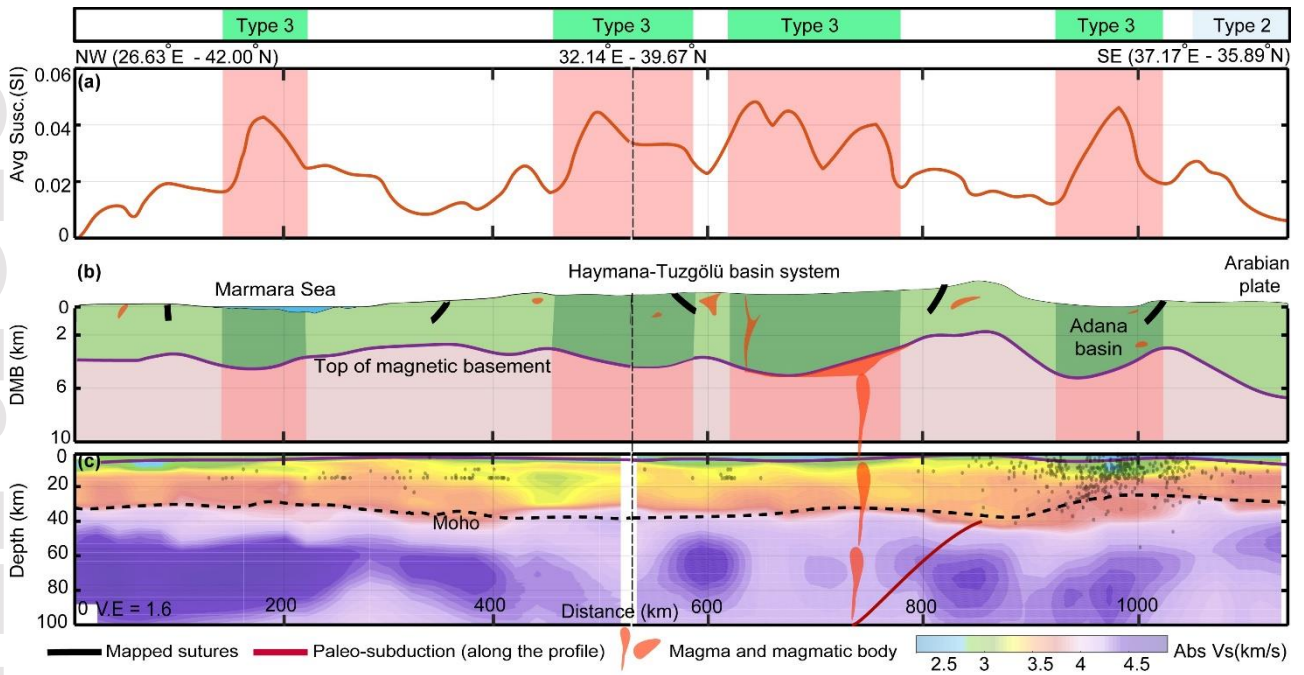 Type 3 Type 3 Type 3 Type 3 Type 2
NW (26.63°E - 42.00°N) 32.14°E - 39.67°N SE (37.17°E - 35.89°N)
(a)
Avg Susc.(SI)
0.06
0.04
0.02
0
(b)
Marmara Sea
Haymana-Tuzgölü basin system
Arabian
plate
Adana
basin
Top of magnetic basement
DMB (km)
0
2
4
6
10
(c)
Depth (km)
0
20
40
60
80
100
Moho
0 V.E = 1.6 200 400 Distance (km) 600 800 1000
Mapped sutures Paleo-subduction (along the profile) Magma and magmatic body Abs Vs(km/s)
2.5 3 3.5 4 4.5